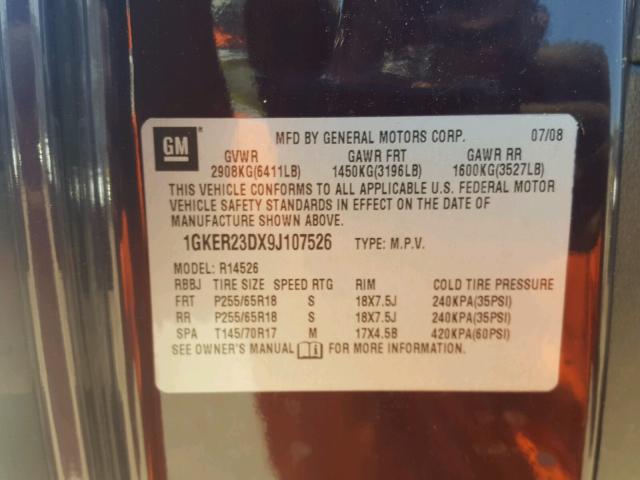 GM ® MFD BY GENERAL MOTORS CORP. 07/08
GVWR GAWR FRT GAWR RR
2908KG(6411LB) 1450KG(3196LB) 1600KG(3527LB)
THIS VEHICLE CONFORMS TO ALL APPLICABLE U.S. FEDERAL MOTOR
VEHICLE SAFETY STANDARDS IN EFFECT ON THE DATE OF
MANUFACTURE SHOWN ABOVE.
1GKER23DX9J107526 TYPE: M.P.V.
MODEL: R14526
RBBJ TIRE SIZE SPEED RTG RIM COLD TIRE PRESSURE
FRT P255/65R18 S 18X7.5J 240KPA(35PSI)
RR P255/65R18 S 18X7.5J 240KPA(35PSI)
SPA T145/70R17 M 17X4.5B 420KPA(60PSI)
SEE OWNER'S MANUAL FOR MORE INFORMATION.